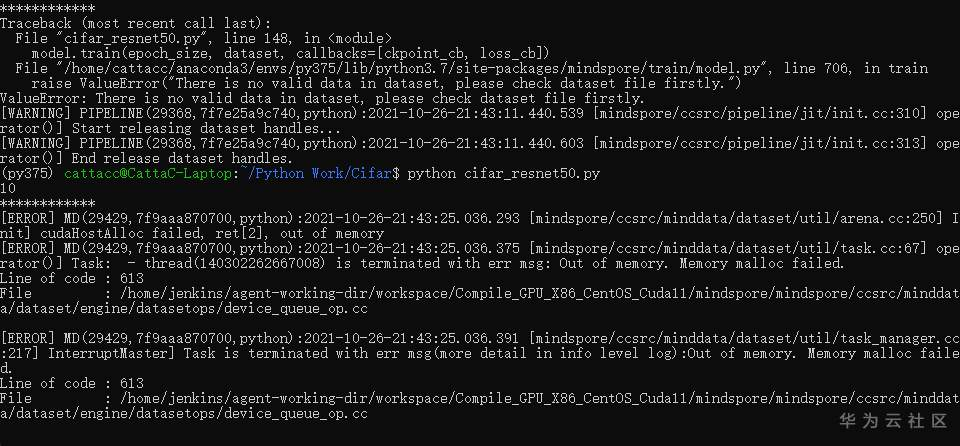 ************
Traceback (most recent call last):
  File "cifar_resnet50.py", line 148, in <module>
    model.train(epoch_size, dataset, callbacks=[ckpoint_cb, loss_cb])
  File "/home/cattacc/anaconda3/envs/py375/lib/python3.7/site-packages/mindspore/train/model.py", line 706, in train
    raise ValueError("There is no valid data in dataset, please check dataset file firstly.")
ValueError: There is no valid data in dataset, please check dataset file firstly.
[WARNING] PIPELINE(29368,7f7e25a9c740,python):2021-10-26-21:43:11.440.539 [mindspore/ccsrc/pipeline/jit/init.cc:310] ope
rator()] Start releasing dataset handles...
[WARNING] PIPELINE(29368,7f7e25a9c740,python):2021-10-26-21:43:11.440.603 [mindspore/ccsrc/pipeline/jit/init.cc:313] ope
rator()] End release dataset handles.
(py375) cattacc@CattaC-Laptop:~/Python Work/Cifar$ python cifar_resnet50.py
10
************
[ERROR] MD(29429,7f9aaa870700,python):2021-10-26-21:43:25.036.293 [mindspore/ccsrc/minddata/dataset/util/arena.cc:250] I
nit] cudaHostAlloc failed, ret[2], out of memory
[ERROR] MD(29429,7f9aaa870700,python):2021-10-26-21:43:25.036.375 [mindspore/ccsrc/minddata/dataset/util/task.cc:67] ope
rator()] Task:  - thread(140302262667008) is terminated with err msg: Out of memory. Memory malloc failed.
Line of code : 613
File         : /home/jenkins/agent-working-dir/workspace/Compile_GPU_X86_CentOS_Cuda11/mindspore/mindspore/ccsrc/minddat
a/dataset/engine/datasetops/device_queue_op.cc
[ERROR] MD(29429,7f9aaa870700,python):2021-10-26-21:43:25.036.391 [mindspore/ccsrc/minddata/dataset/util/task_manager.cc
:217] InterruptMaster] Task is terminated with err msg(more detail in info level log):Out of memory. Memory malloc faile
d.
Line of code : 613
File         : /home/jenkins/agent-working-dir/workspace/Compile_GPU_X86_CentOS_Cuda11/mindspore/mindspore/ccsrc/minddat
a/dataset/engine/datasetops/device_queue_op.cc
华为云社区